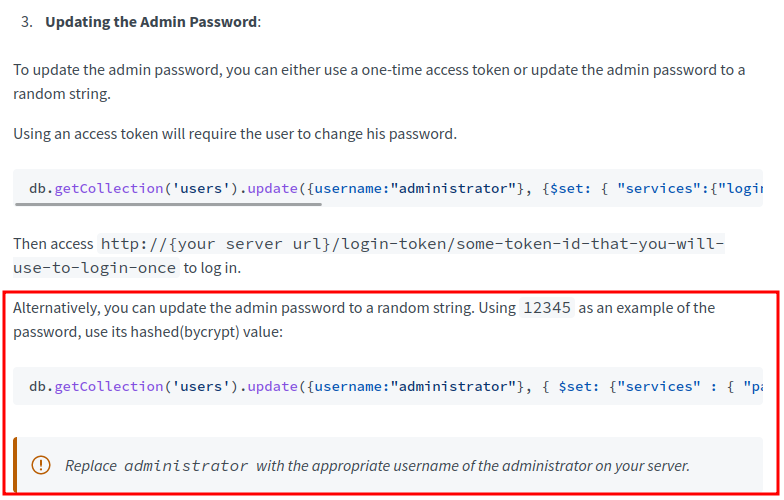 3. Updating the Admin Password:
To update the admin password, you can either use a one-time access token or update the admin password to a
random string.
Using an access token will require the user to change his password.
db.getCollection('users').update({username:"administrator"}, {$set: { "services":{"login
Then access http://{your server url}/login-token/some-token-id-that-you-will-
use-to-login-once to log in.
Alternatively, you can update the admin password to a random string. Using 12345 as an example of the
password, use its hashed(bycrypt) value:
db.getCollection('users').update({username:"administrator"}, { $set: {"services" : { "pa
Replace administrator with the appropriate username of the administrator on your server.